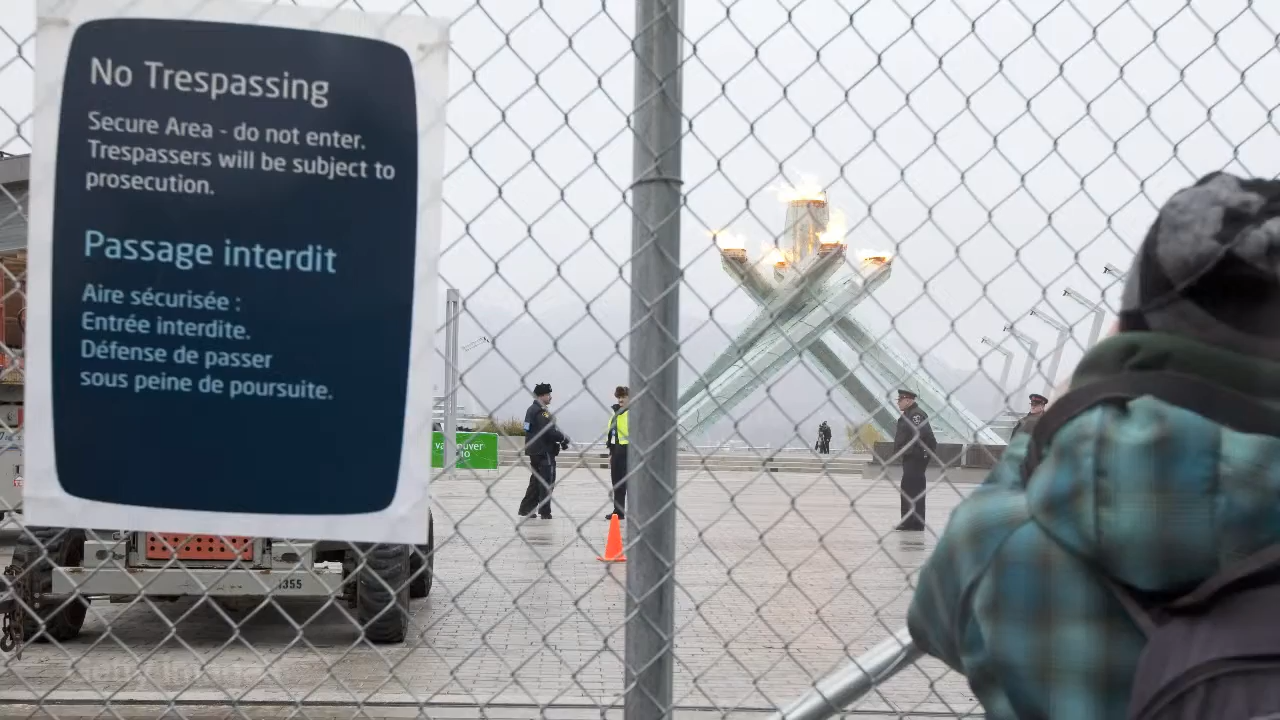 No Trespassing
Secure Area - do not enter.
Trespassers will be subject to
prosecution.
Passage interdit
Aire sécurisée :
Entrée interdite.
Défense de passer
sous peine de poursuite.
1355